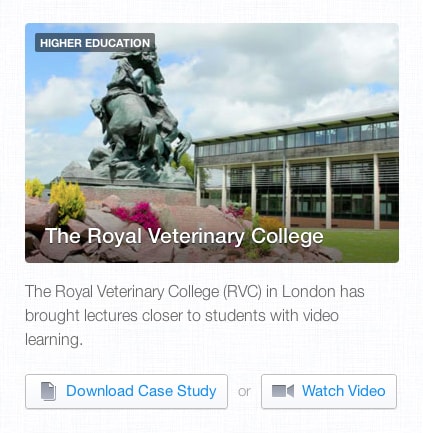 HIGHER EDUCATION
The Royal Veterinary College
The Royal Veterinary College (RVC) in London has
brought lectures closer to students with video
learning.
Download Case Study or Watch Video